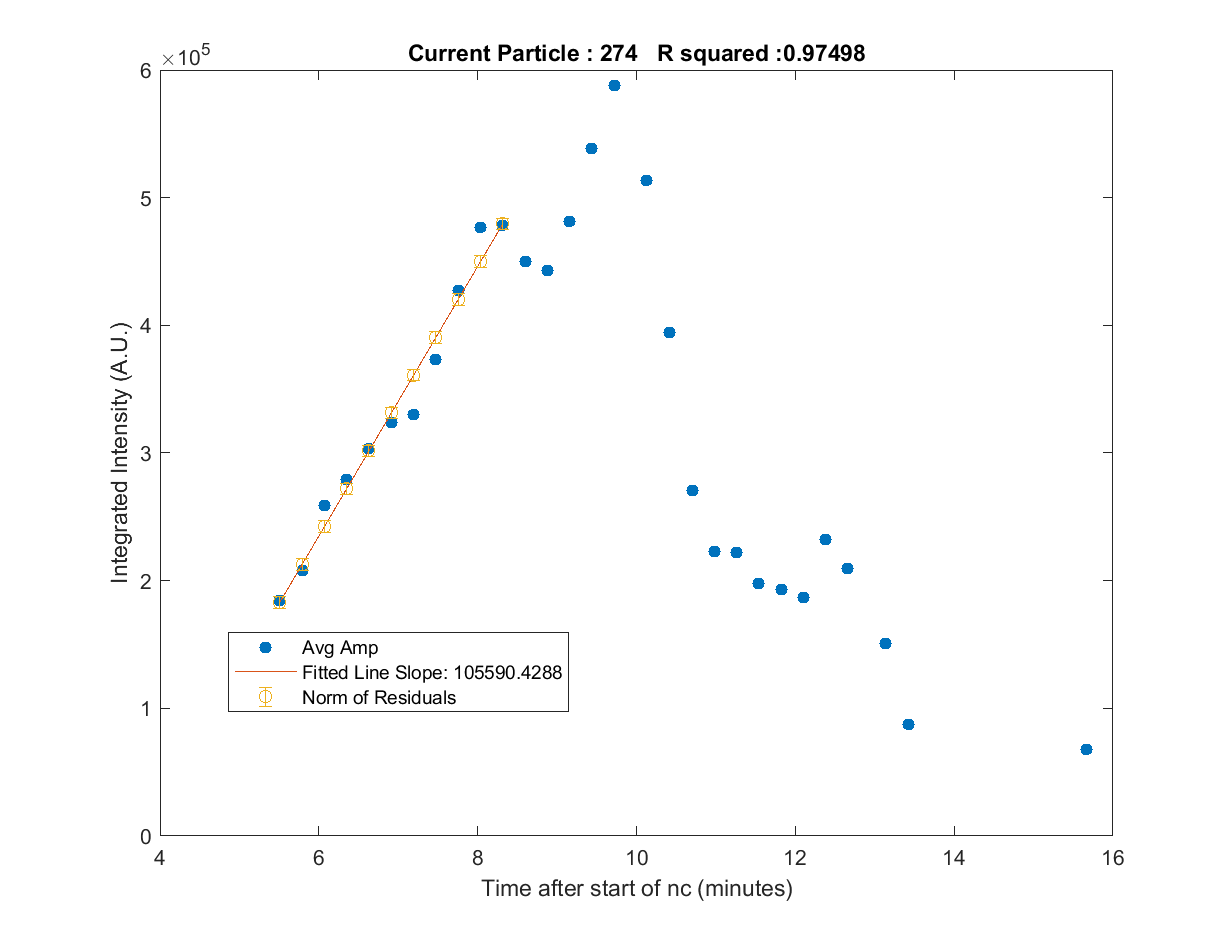 Current Particle : 274 R squared :0.97498
×10^5
6
5
4
3
2
1
0
Integrated Intensity (A.U.)
Avg Amp
Fitted Line Slope: 105590.4288
Norm of Residuals
4 6 8 10 12 14 16
Time after start of nc (minutes)